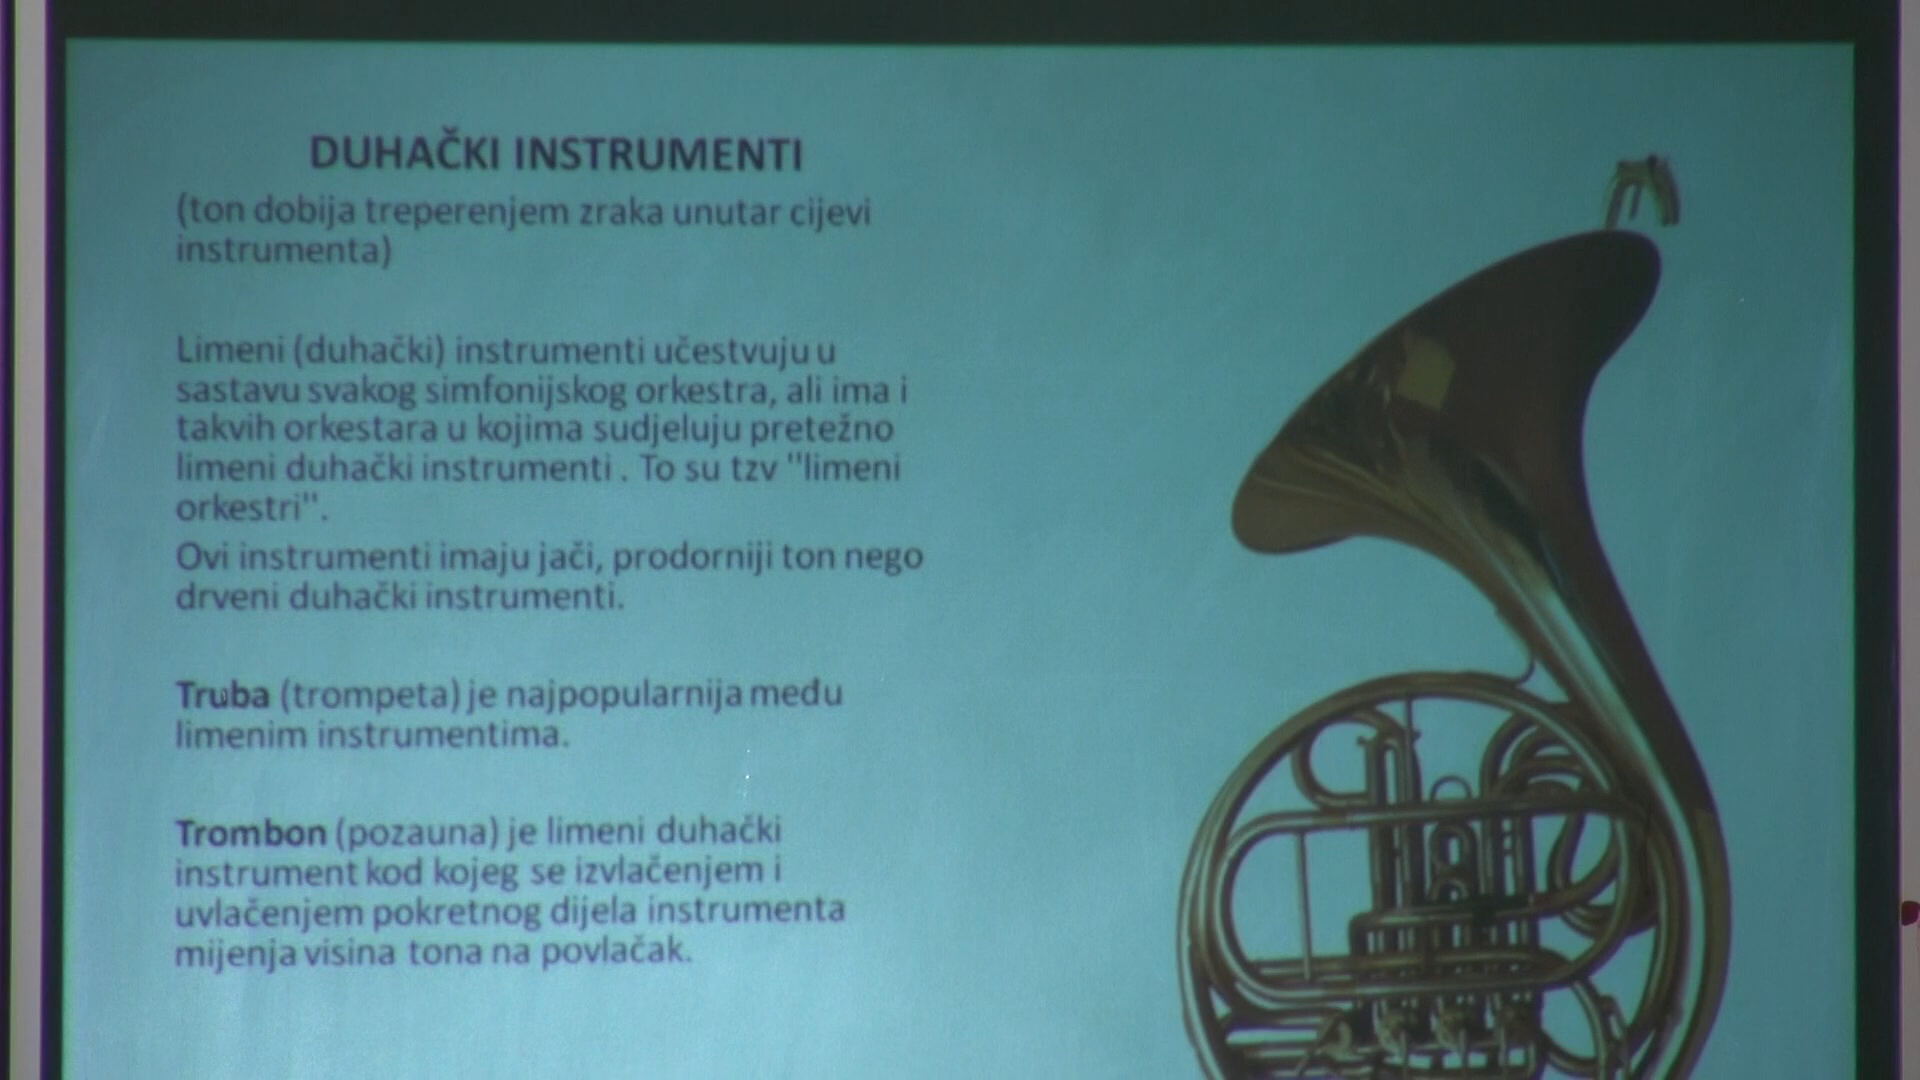 DUHAČKI INSTRUMENTI
(ton dobija treperenjem zraka unutar cijevi
instrumenta)
Limeni (duhački) instrumenti učestvuju u
sastavu svakog simfonijskog orkestra, ali ima i
takvih orkestara u kojima sudjeluju pretežno
limeni duhački instrumenti . To su tzv "limeni
orkestri".
Ovi instrumenti imaju jači, prodorniji ton nego
drveni duhački instrumenti.
Truba (trompeta) je najpopularnija među
limenim instrumentima.
Trombon (pozauna) je limeni duhački
instrument kod kojeg se izvlačenjem i
uvlačenjem pokretnog dijela instrumenta
mijenja visina tona na povlačak.